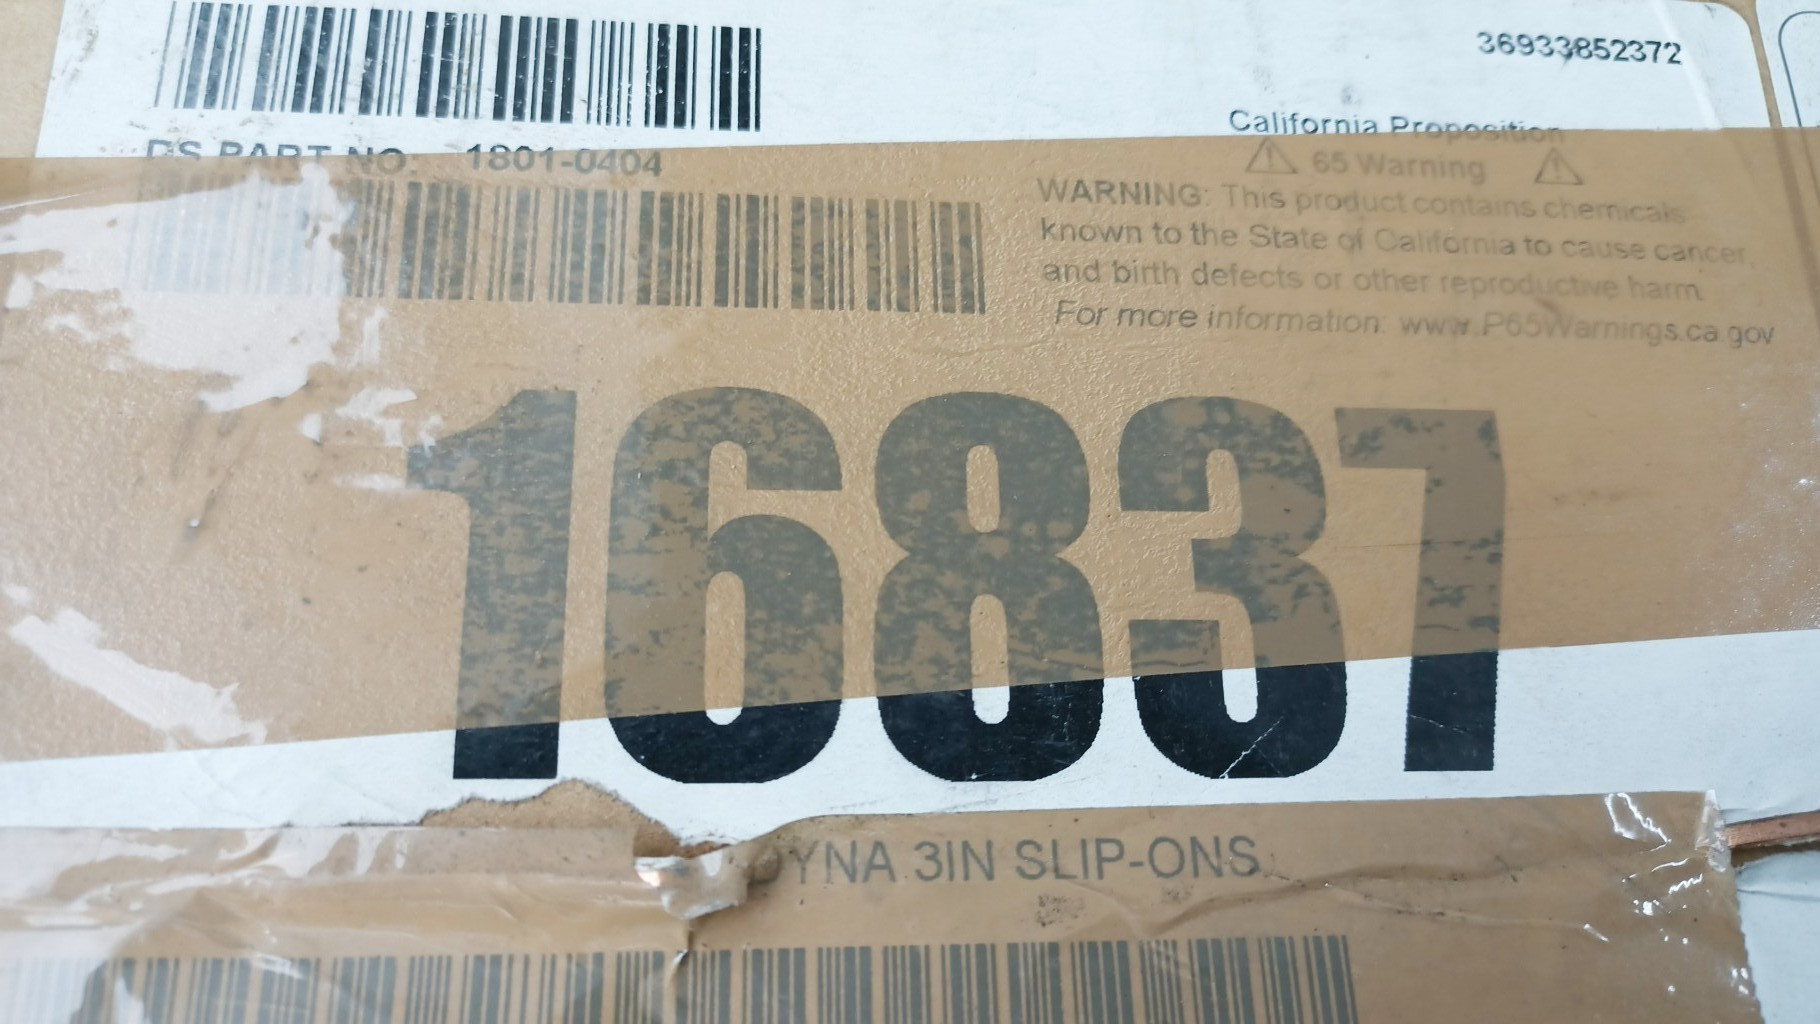 36933852372
DS PART NO. 1801-0404
California Proposition
65 Warning
WARNING: This product contains chemicals
known to the State of California to cause cancer,
and birth defects or other reproductive harm.
For more information: www.P65Warnings.ca.gov
16837
DYNA 3IN SLIP-ONS